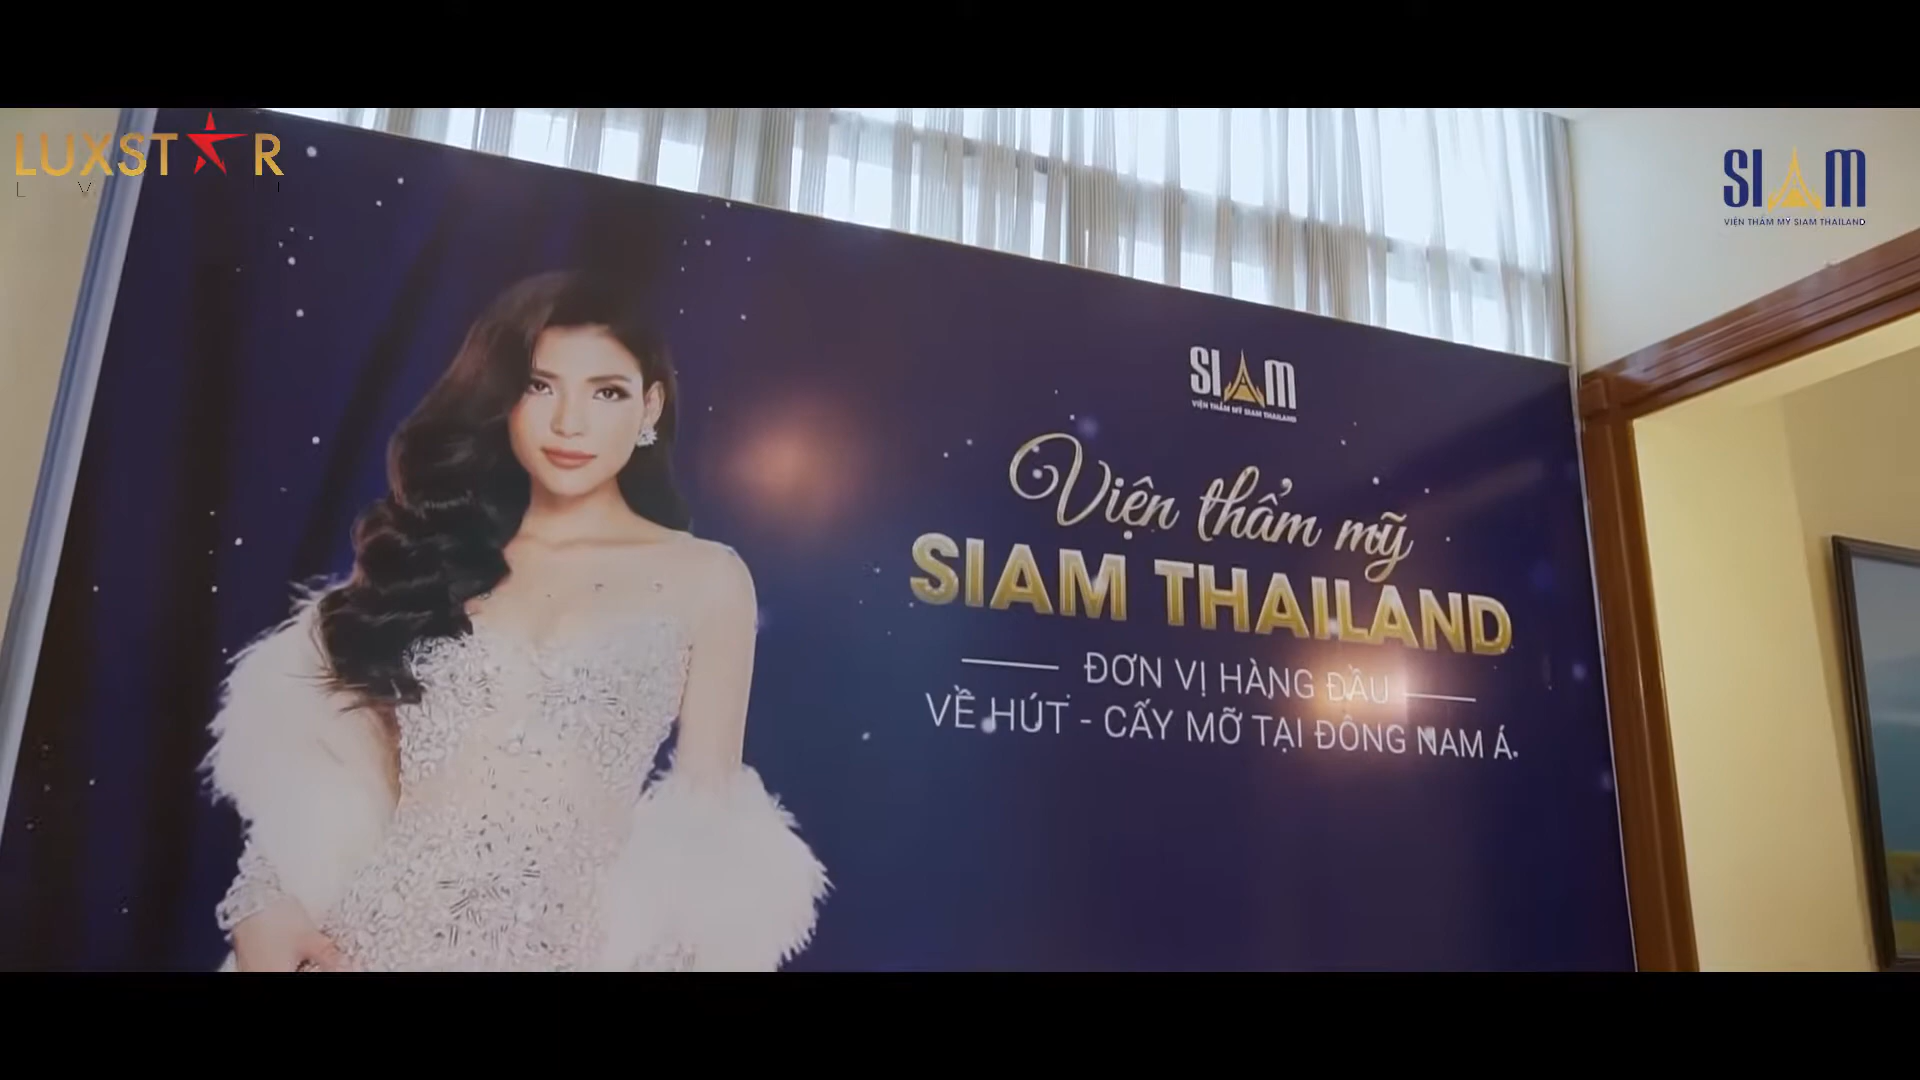 LUXSTAR
SIAM
VIỆN THẨM MỸ SIAM THAILAND
SIAM
VIỆN THẨM MỸ SIAM THAILAND
Viện thẩm mỹ
SIAM THAILAND
ĐƠN VỊ HÀNG ĐẦU
VỀ HÚT - CẤY MỠ TẠI ĐÔNG NAM Á